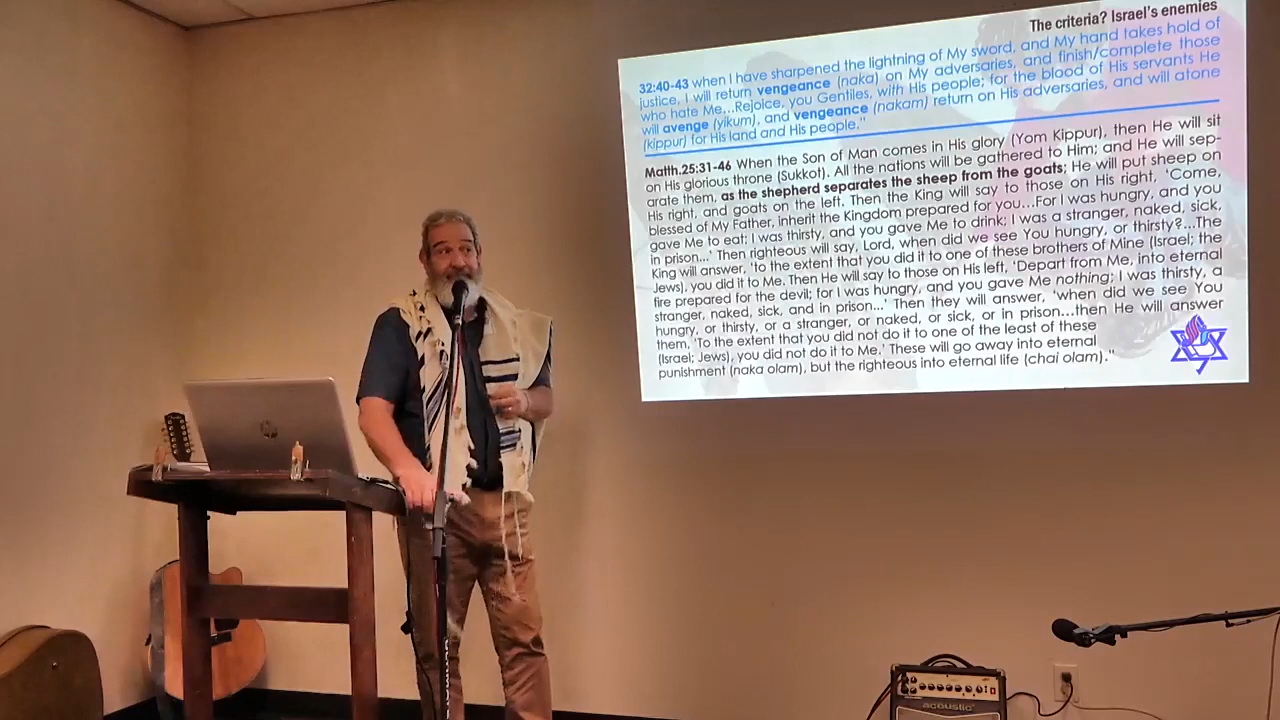 The criteria? Israel's enemies
32:40-43 when I have sharpened the lightning of My sword, and My hand takes hold of
justice, I will return vengeance (naka) on My adversaries, and finish/complete those
who hate Me...Rejoice, you Gentiles, with His people; for the blood of His servants He
will avenge (yikum), and vengeance (nakam) return on His adversaries, and will atone
(kippur) for His land and His people."
Matth.25:31-46 When the Son of Man comes in His glory (Yom Kippur), then He will sit
on His glorious throne (Sukkot). All the nations will be gathered to Him; and He will sep-
arate them, as the shepherd separates the sheep from the goats; He will put sheep on
His right, and goats on the left. Then the King will say to those on His right, 'Come,
blessed of My Father, inherit the Kingdom prepared for you...For I was hungry, and you
gave Me to eat; I was thirsty, and you gave Me to drink; I was a stranger, naked, sick,
in prison...' Then righteous will say, Lord, when did we see You hungry, or thirsty?...The
King will answer, 'to the extent that you did it to one of these brothers of Mine (Israel; the
Jews), you did it to Me. Then He will say to those on His left, 'Depart from Me, into eternal
fire prepared for the devil; for I was hungry, and you gave Me nothing; I was thirsty, a
stranger, naked, sick, and in prison...' Then they will answer, 'when did we see You
hungry, or thirsty, or a stranger, or naked, or sick, or in prison...then He will answer
them, 'To the extent that you did not do it to one of the least of these
(Israel; Jews), you did not do it to Me.' These will go away into eternal
punishment (naka olam), but the righteous into eternal life (chai olam)."
hp
acoustic